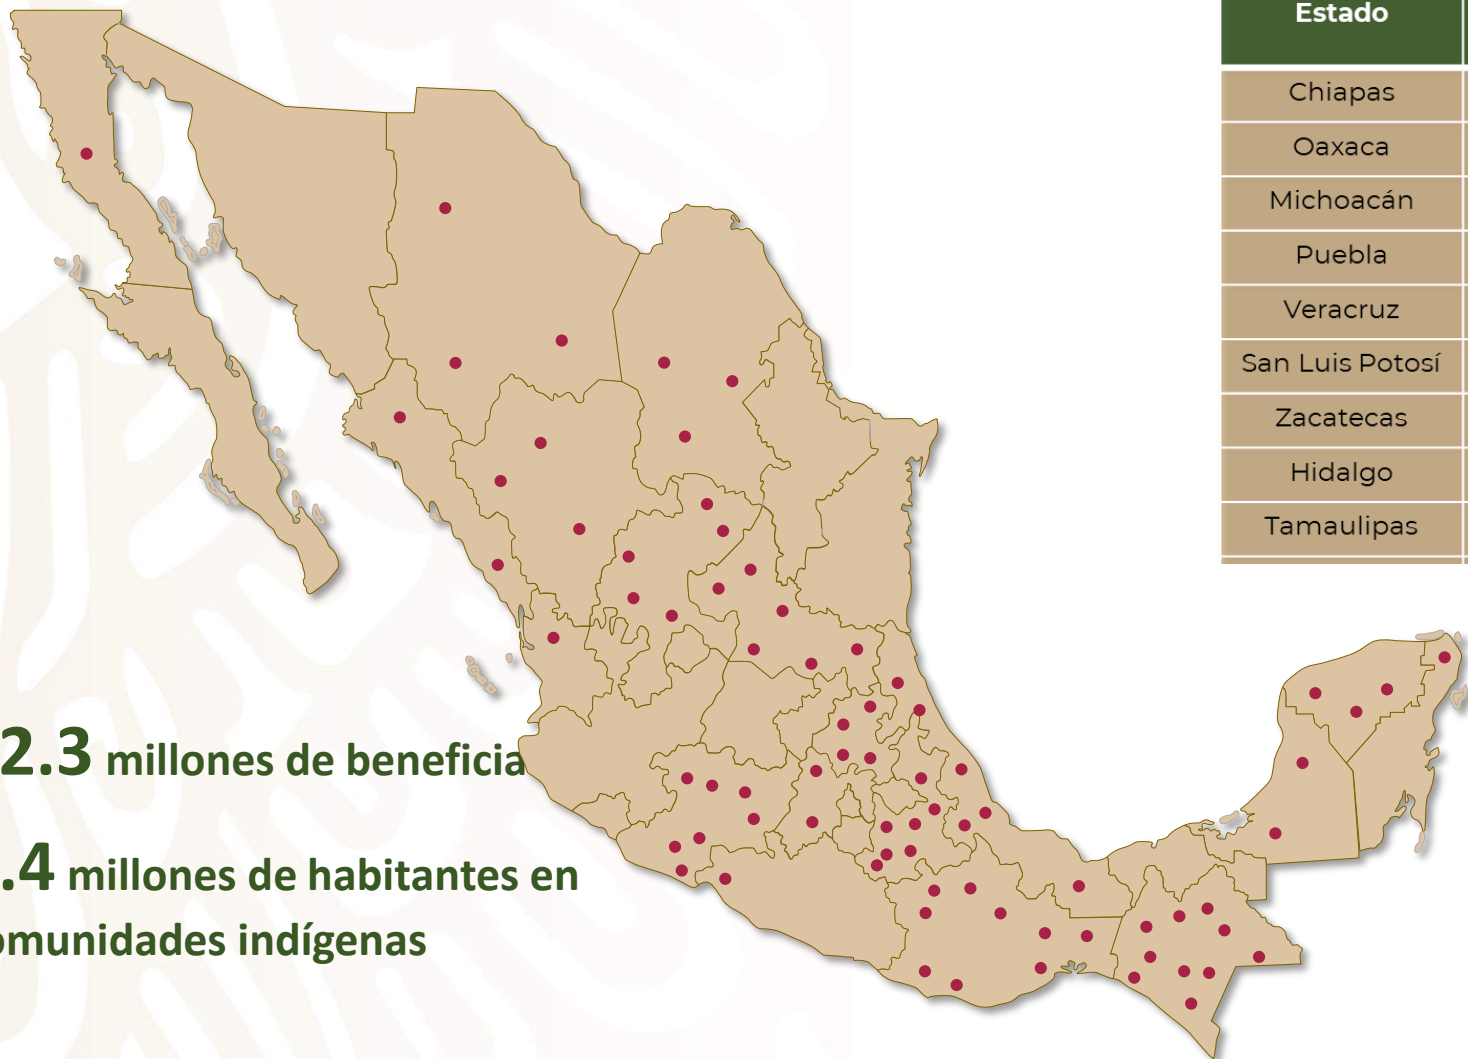 Estado
Chiapas
Oaxaca
Michoacán
Puebla
Veracruz
San Luis Potosí
Zacatecas
Hidalgo
Tamaulipas
2.3 millones de beneficia
.4 millones de habitantes en
omunidades indígenas